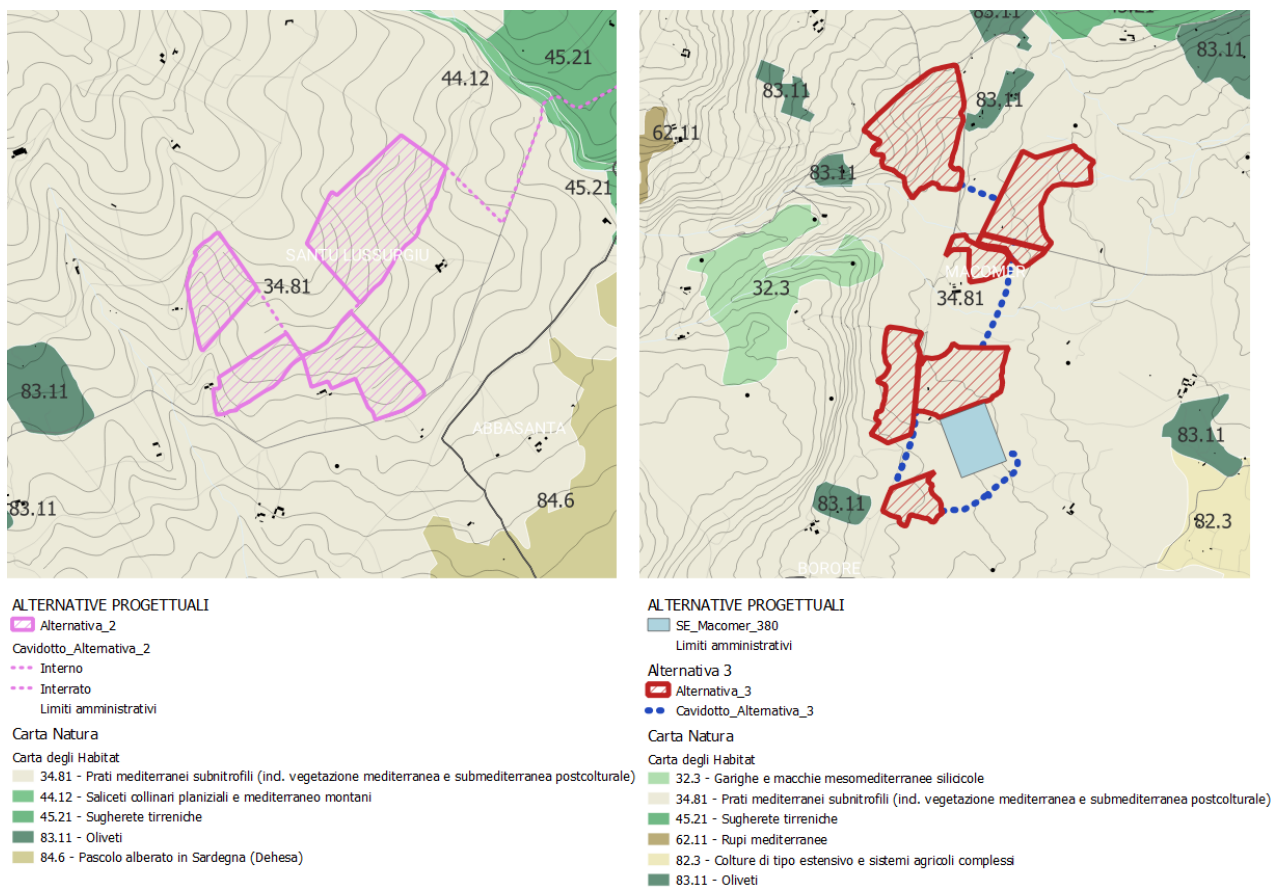 45.21
44.12
45.21
SANTU LUSSURGIU
34.81
83.11
ABBASANTA
84.6
83.11
83.11
45.21
83.11
83.11
83.11
62.11
83.11
32.3
MACOMER
34.81
83.11
83.11
82.3
BORORE
ALTERNATIVE PROGETTUALI
Alternativa_2
Cavidotto_Alternativa_2
Interno
Interrato
Limiti amministrativi
Carta Natura
Carta degli Habitat
34.81 - Prati mediterranei subnitrofili (incl. vegetazione mediterranea e submediterranea postcolturale)
44.12 - Saliceti collinari planiziali e mediterraneo montani
45.21 - Sugherete tirreniche
83.11 - Oliveti
84.6 - Pascolo alberato in Sardegna (Dehesa)
ALTERNATIVE PROGETTUALI
SE_Macomer_380
Limiti amministrativi
Alternativa 3
Alternativa_3
Cavidotto_Alternativa_3
Carta Natura
Carta degli Habitat
32.3 - Garighe e macchie mesomediterranee silicicole
34.81 - Prati mediterranei subnitrofili (incl. vegetazione mediterranea e submediterranea postcolturale)
45.21 - Sugherete tirreniche
62.11 - Rupi mediterranee
82.3 - Colture di tipo estensivo e sistemi agricoli complessi
83.11 - Oliveti